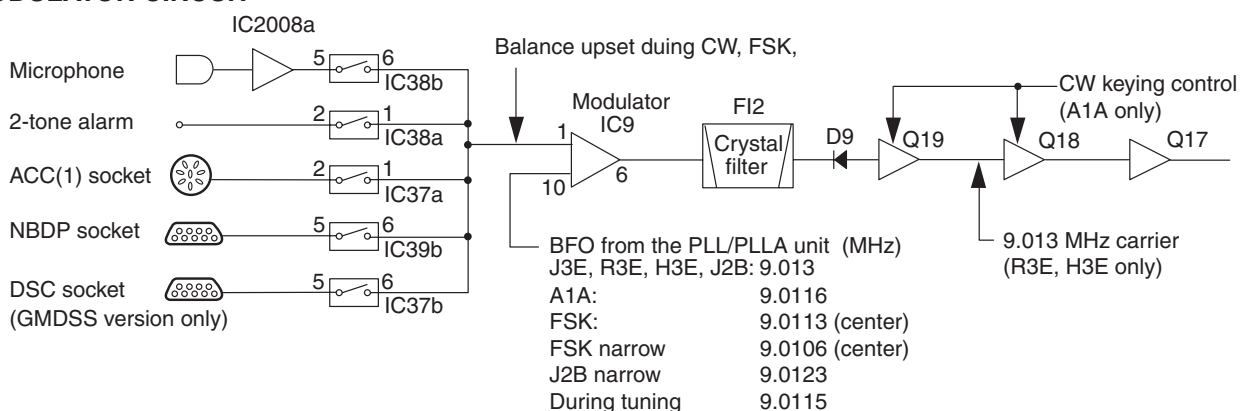 IC2008a
Microphone
5 6
IC38b
2-tone alarm
2 1
IC38a
ACC(1) socket
2 1
IC37a
NBDP socket
5 6
IC39b
DSC socket
(GMDSS version only)
5 6
IC37b
Balance upset duing CW, FSK,
Modulator
IC9
1
10
6
FI2
Crystal
filter
D9
Q19
Q18
Q17
CW keying control
(A1A only)
9.013 MHz carrier
(R3E, H3E only)
BFO from the PLL/PLLA unit (MHz)
J3E, R3E, H3E, J2B: 9.013
A1A: 9.0116
FSK: 9.0113 (center)
FSK narrow 9.0106 (center)
J2B narrow 9.0123
During tuning 9.0115